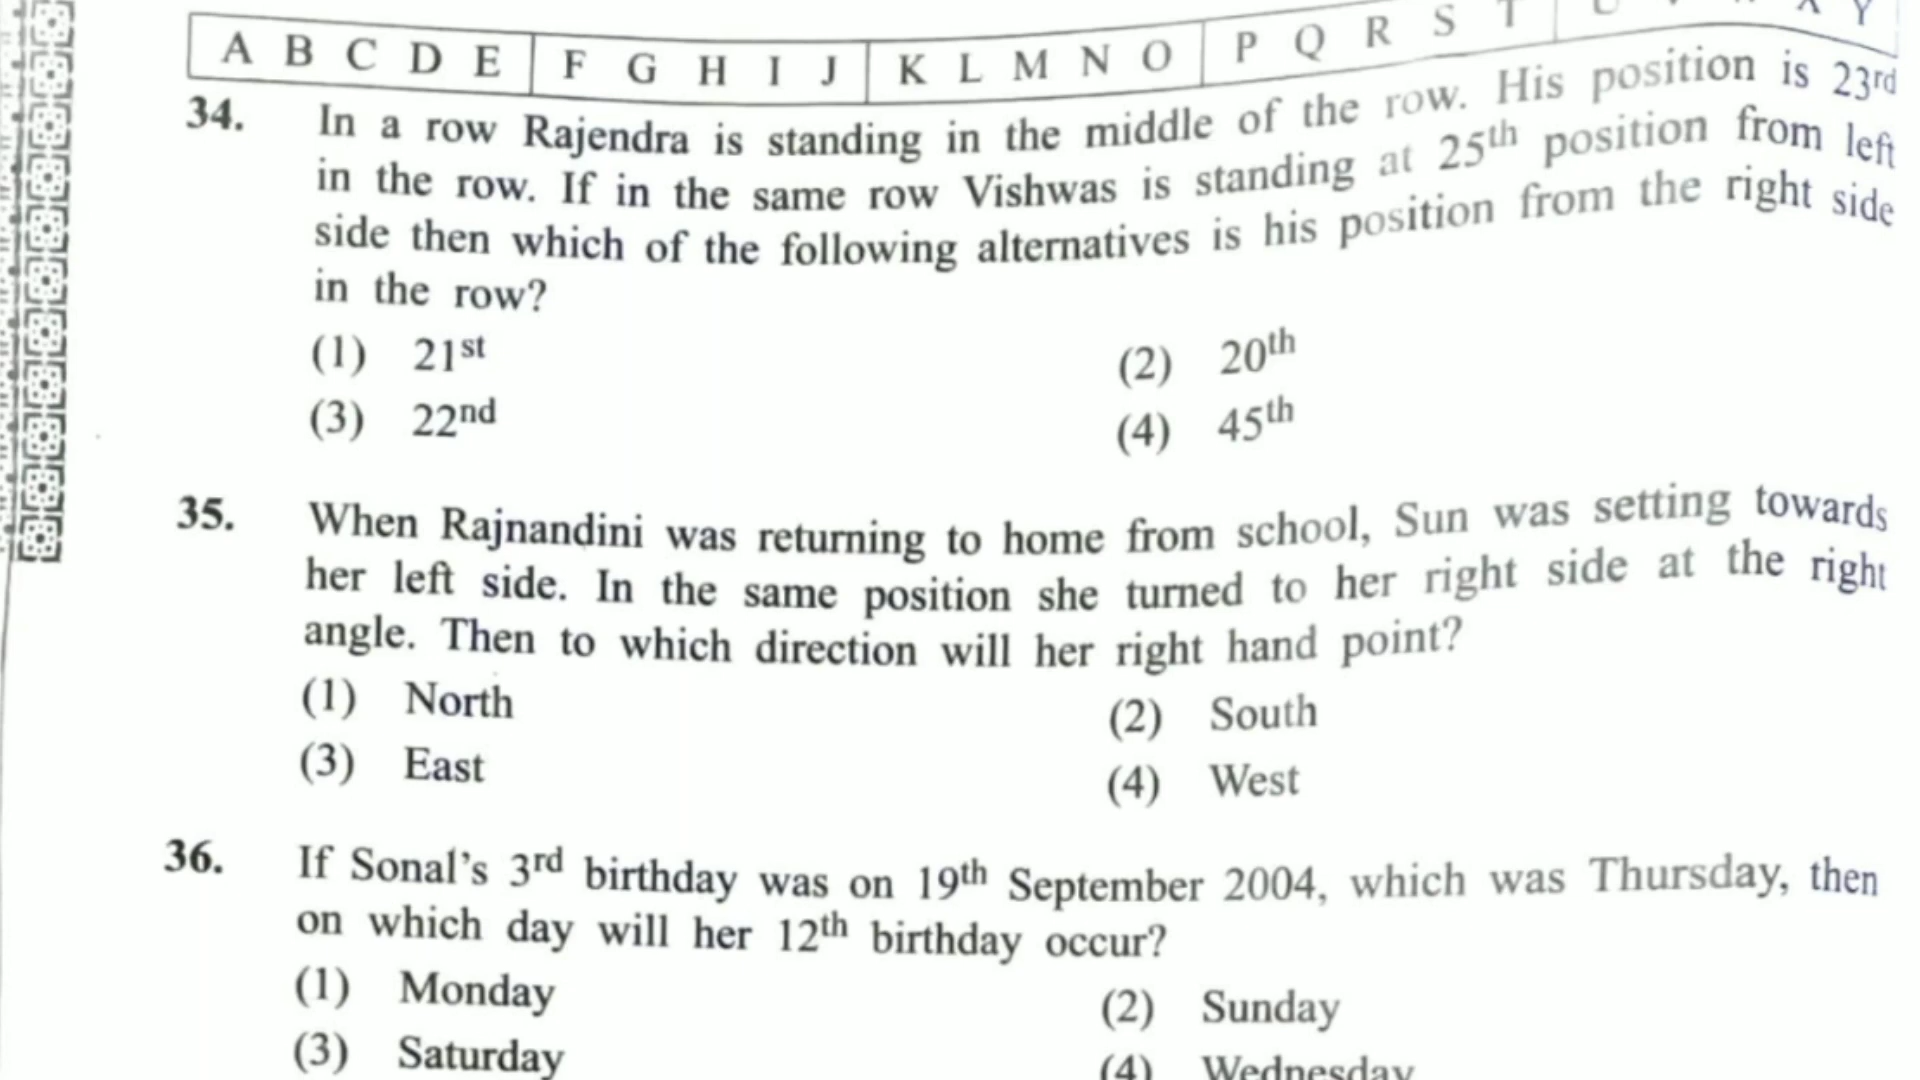 A B C D E F G H I J K L M N O P Q R S T U V W X Y
34. In a row Rajendra is standing in the middle of the row. His position is 23rd
in the row. If in the same row Vishwas is standing at 25th position from left
side then which of the following alternatives is his position from the right side
in the row?
(1) 21st (2) 20th
(3) 22nd (4) 45th
35. When Rajnandini was returning to home from school, Sun was setting towards
her left side. In the same position she turned to her right side at the right
angle. Then to which direction will her right hand point?
(1) North (2) South
(3) East (4) West
36. If Sonal's 3rd birthday was on 19th September 2004, which was Thursday, then
on which day will her 12th birthday occur?
(1) Monday (2) Sunday
(3) Saturday (4) Wednesday